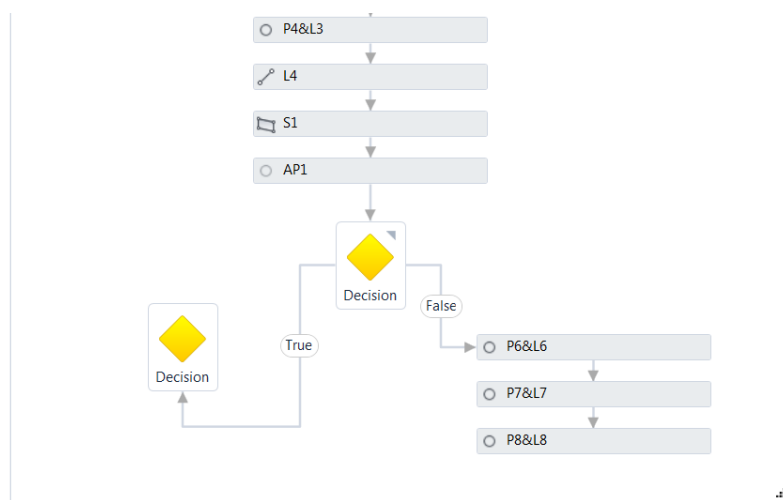 P4&L3
L4
S1
AP1
Decision
False
True
Decision
P6&L6
P7&L7
P8&L8